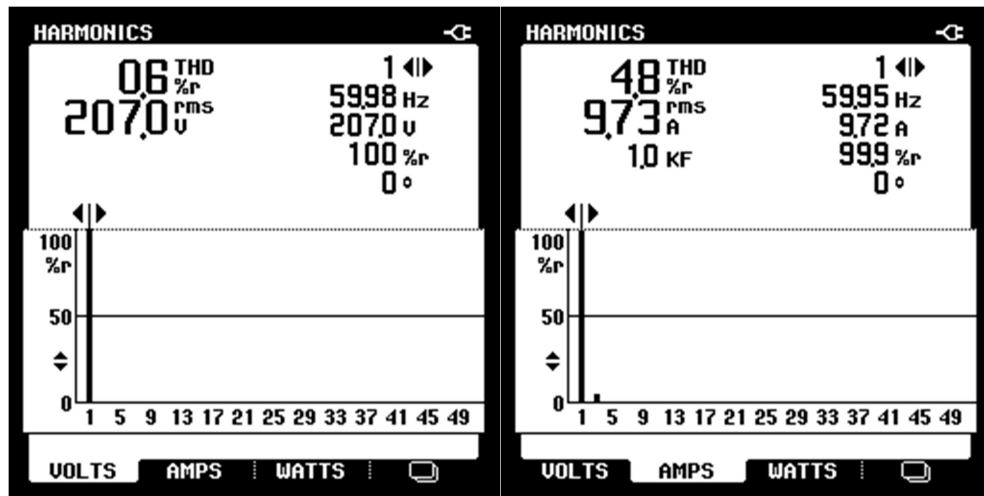 HARMONICS
0.6 THD %r
207.0 rms V
1
59.98 Hz
207.0 V
100 %r
0 °
100
%r
50
0
1 5 9 13 17 21 25 29 33 37 41 45 49
VOLTS AMPS WATTS
HARMONICS
4.8 THD %r
9.73 rms A
1.0 KF
1
59.95 Hz
9.72 A
99.9 %r
0 °
100
%r
50
0
1 5 9 13 17 21 25 29 33 37 41 45 49
VOLTS AMPS WATTS